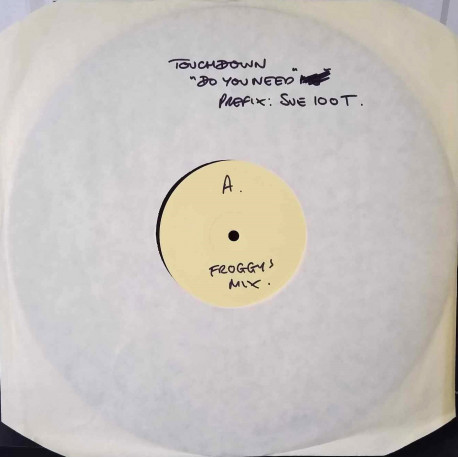 TOUCHDOWN
"DO YOU NEED"
PREFIX: SUE 100T.
A.
FROGGY'S
MIX.